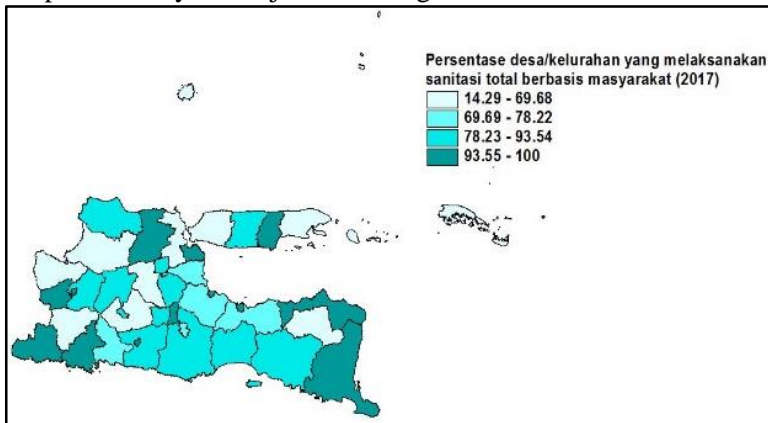 Persentase desa/kelurahan yang melaksanakan
sanitasi total berbasis masyarakat (2017)
14.29 - 69.68
69.69 - 78.22
78.23 - 93.54
93.55 - 100